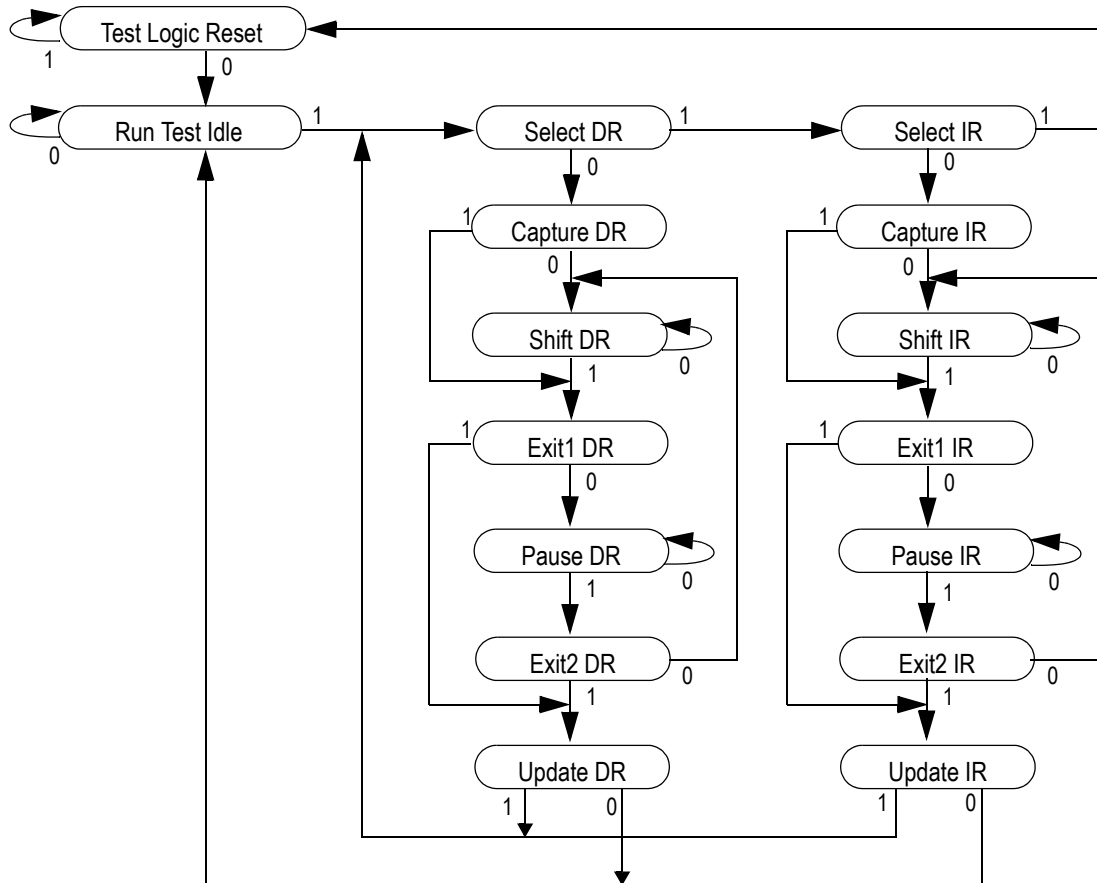 Test Logic Reset
1
0
Run Test Idle
1
Select DR
1
Select IR
1
0
0
0
1
Capture DR
1
Capture IR
0
0
Shift DR
0
Shift IR
0
1
1
1
Exit1 DR
1
Exit1 IR
0
0
Pause DR
0
Pause IR
0
1
1
Exit2 DR
0
Exit2 IR
0
1
1
Update DR
Update IR
1
0
1
0